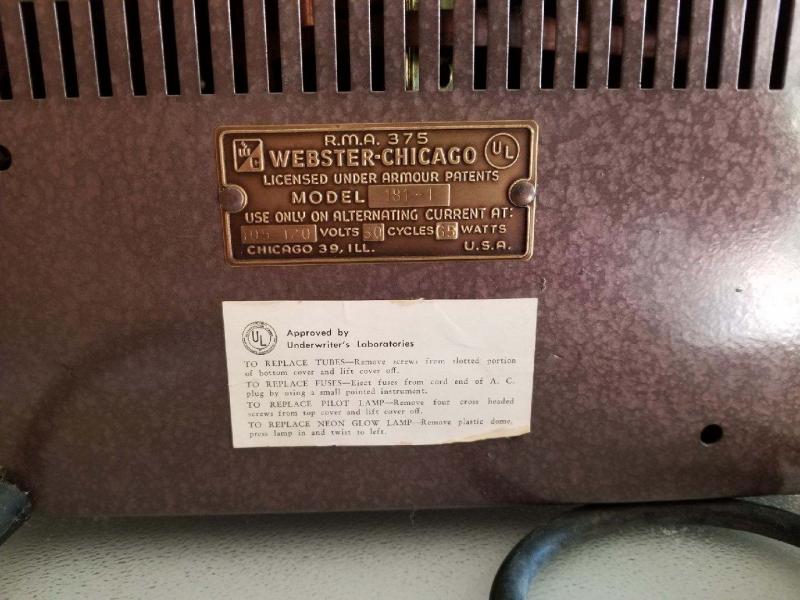 R.M.A. 375
WEBSTER-CHICAGO
UL
LICENSED UNDER ARMOUR PATENTS
MODEL 181-1
USE ONLY ON ALTERNATING CURRENT AT:
105-120 VOLTS 60 CYCLES 65 WATTS
CHICAGO 39, ILL. U.S.A.
UL
Approved by
Underwriter's Laboratories
TO REPLACE TUBES—Remove screws from slotted portion
of bottom cover and lift cover off.
TO REPLACE FUSES—Eject fuses from cord end of A. C.
plug by using a small pointed instrument.
TO REPLACE PILOT LAMP—Remove four cross headed
screws from top cover and lift cover off.
TO REPLACE NEON GLOW LAMP—Remove plastic dome,
press lamp in and twist to left.